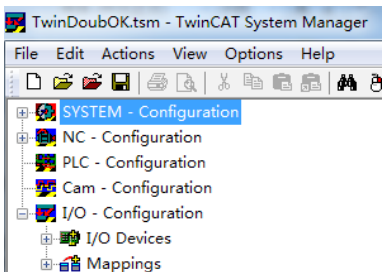 TwinDoubOK.tsm - TwinCAT System Manager
File Edit Actions View Options Help
SYSTEM - Configuration
NC - Configuration
PLC - Configuration
Cam - Configuration
I/O - Configuration
I/O Devices
Mappings